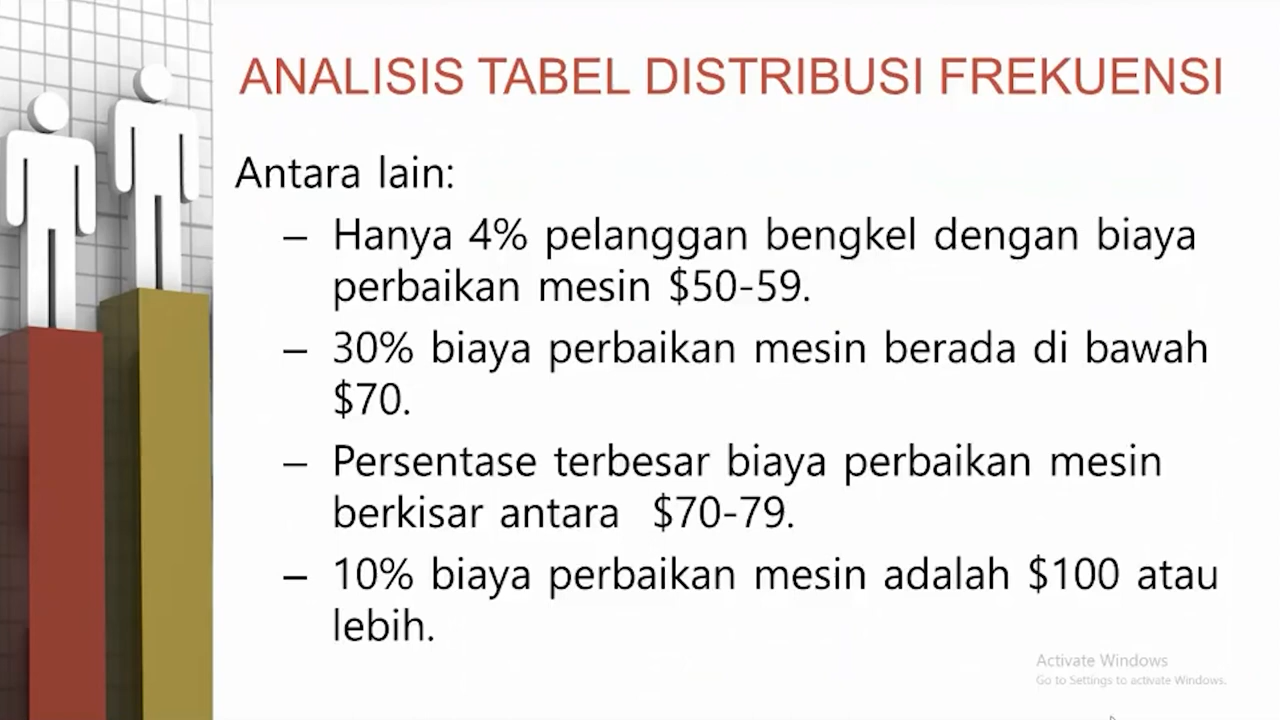 ANALISIS TABEL DISTRIBUSI FREKUENSI
Antara lain:
– Hanya 4% pelanggan bengkel dengan biaya
perbaikan mesin $50-59.
– 30% biaya perbaikan mesin berada di bawah
$70.
– Persentase terbesar biaya perbaikan mesin
berkisar antara  $70-79.
– 10% biaya perbaikan mesin adalah $100 atau
lebih.
Activate Windows
Go to Settings to activate Windows.